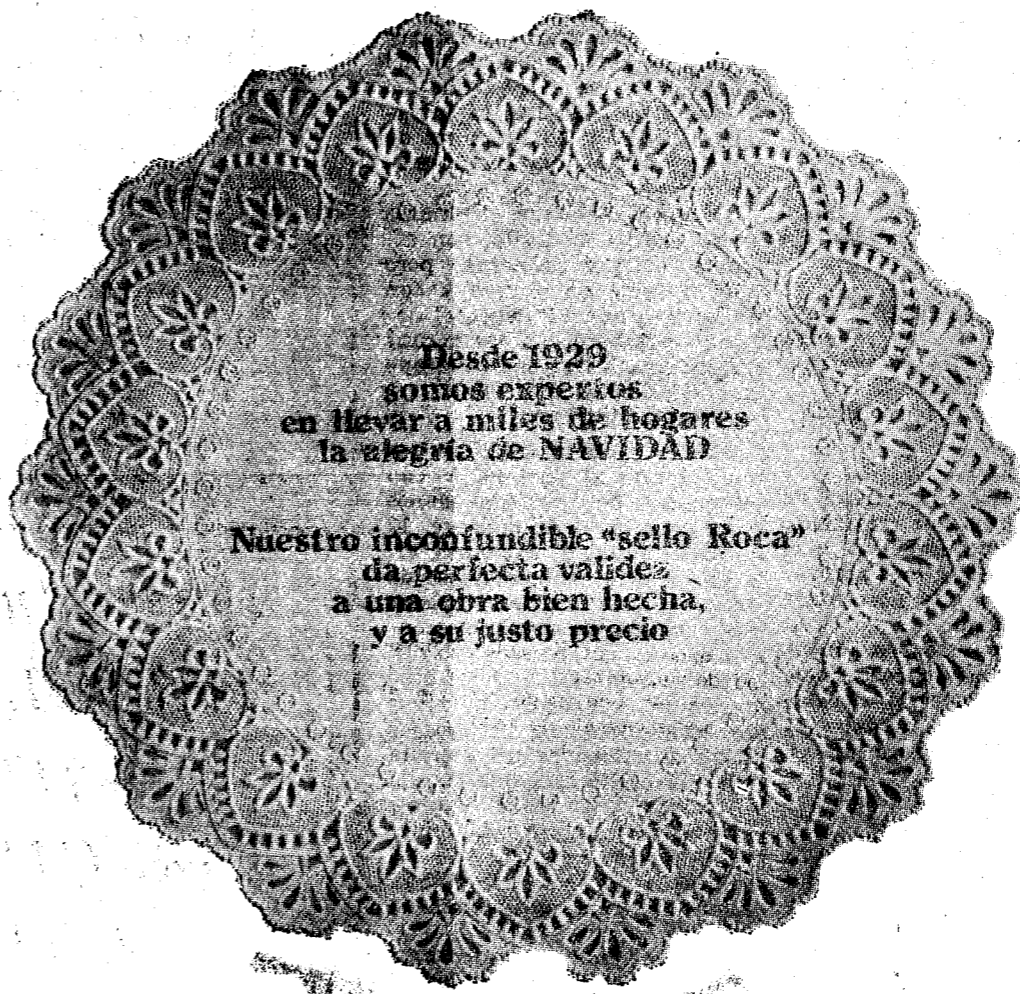 Desde 1929
somos expertos
en llevar a miles de hogares
la alegría de NAVIDAD
Nuestro inconfundible "sello Roca"
da perfecta validez
a una obra bien hecha,
y a su justo precio